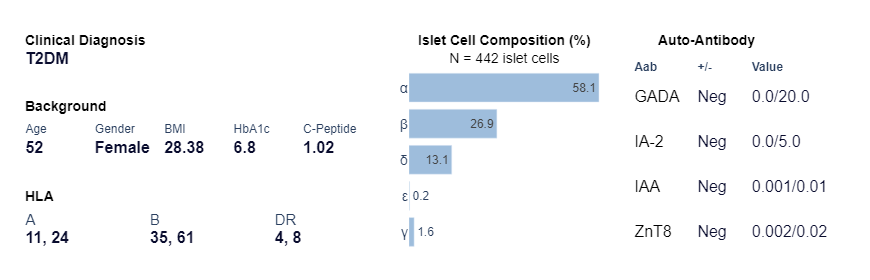 Clinical Diagnosis
T2DM
Background
Age Gender BMI HbA1c C-Peptide
52 Female 28.38 6.8 1.02
HLA
A B DR
11, 24 35, 61 4, 8
Islet Cell Composition (%)
N = 442 islet cells
α 58.1
β 26.9
δ 13.1
ε 0.2
γ 1.6
Auto-Antibody
Aab +/- Value
GADA Neg 0.0/20.0
IA-2 Neg 0.0/5.0
IAA Neg 0.001/0.01
ZnT8 Neg 0.002/0.02